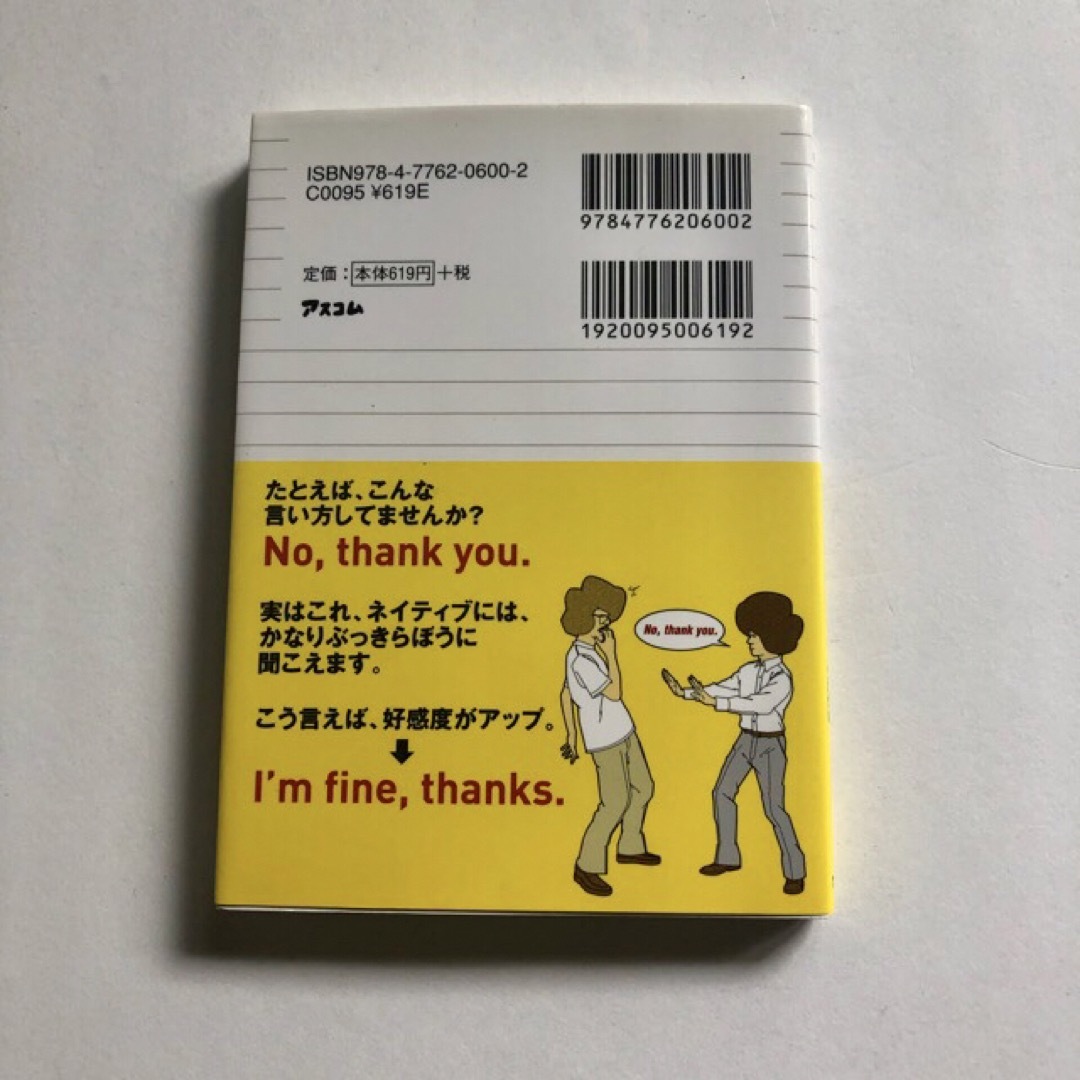 ISBN978-4-7762-0600-2
C0095 ¥619E
9784776206002
定価：本体619円+税
アスコム
1920095006192
たとえば、こんな
言い方してませんか？
No, thank you.
実はこれ、ネイティブには、
かなりぶっきらぼうに
聞こえます。
No, thank you.
こう言えば、好感度がアップ。
I'm fine, thanks.